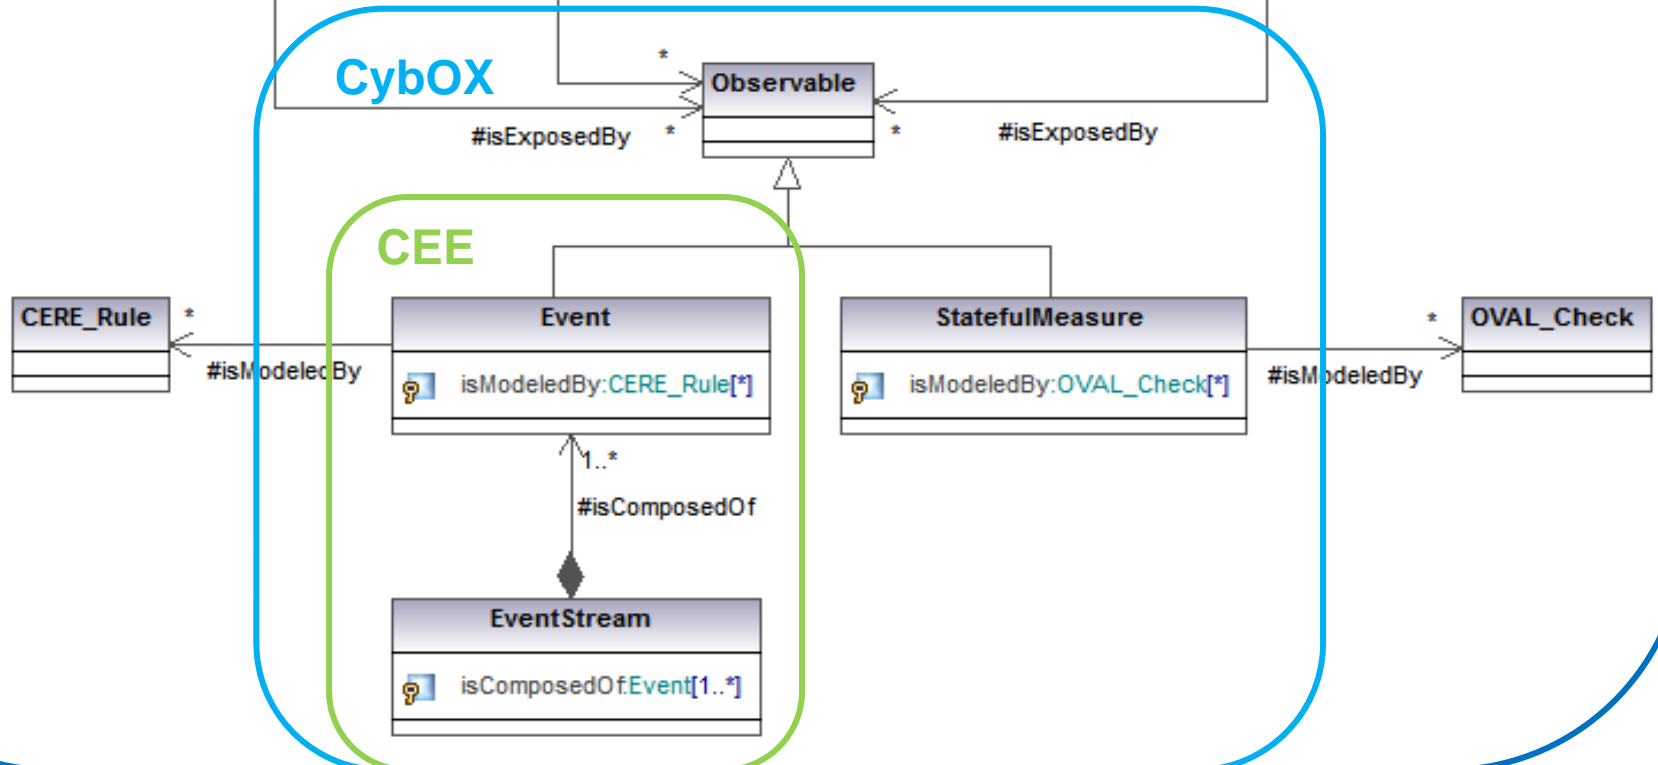 *
CybOX
Observable
#isExposedBy
*
*
#isExposedBy
CEE
CERE_Rule
*
Event
StatefulMeasure
*
OVAL_Check
#isModeledBy
isModeledBy:CERE_Rule[*]
isModeledBy:OVAL_Check[*]
#isModeledBy
1..*
#isComposedOf
EventStream
isComposedOf:Event[1..*]